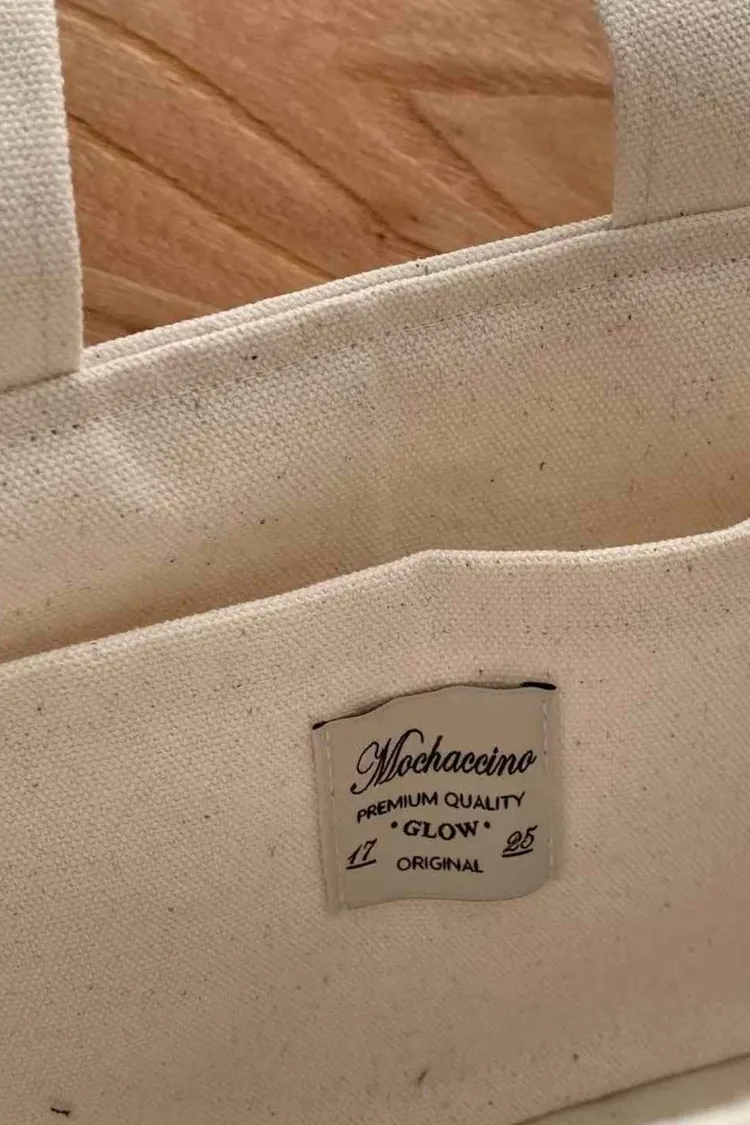 Mochaccino
PREMIUM QUALITY
• GLOW •
17 25
ORIGINAL